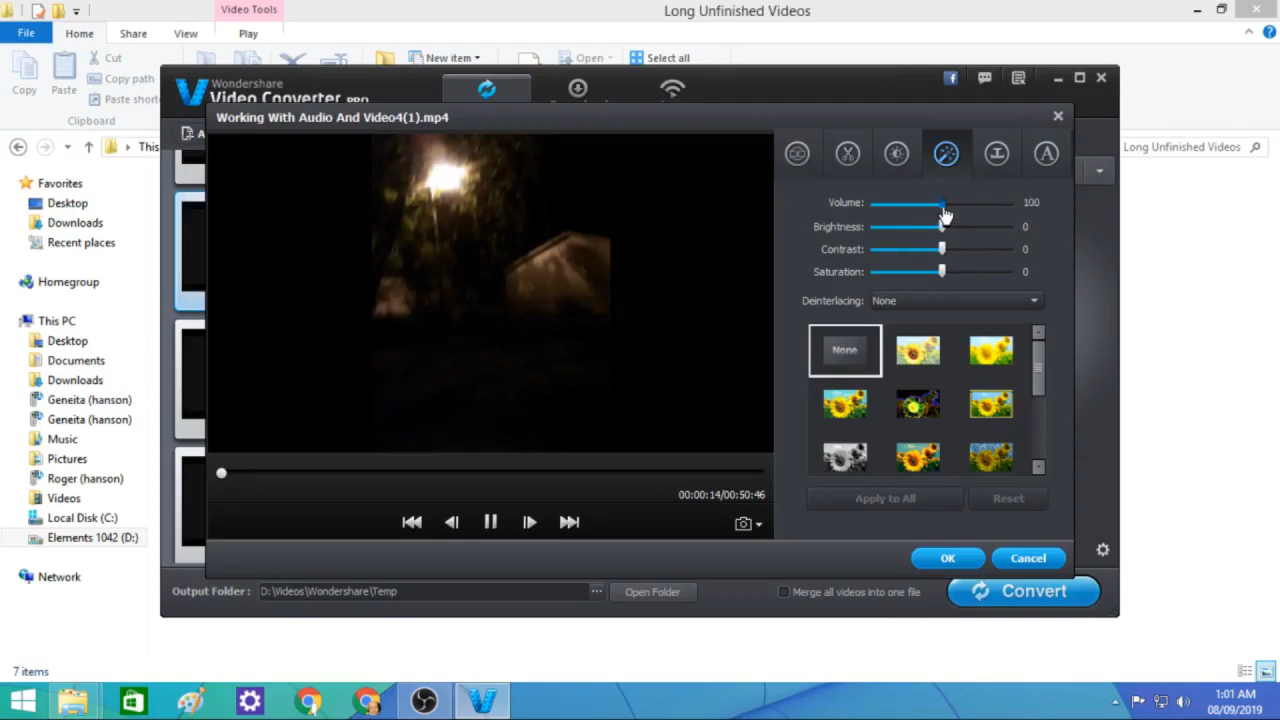 Video Tools
Long Unfinished Videos
File
Home
Share
View
Play
Cut
Copy path
Copy
Paste
New item
Open
Select all
Clipboard
Wondershare
Video Converter PRO
Working With Audio And Video4(1).mp4
This
Long Unfinished Videos
Favorites
Desktop
Downloads
Recent places
Homegroup
This PC
Desktop
Documents
Downloads
Geneita (hanson)
Geneita (hanson)
Music
Pictures
Roger (hanson)
Videos
Local Disk (C:)
Elements 1042 (D:)
Network
Volume: 100
Brightness: 0
Contrast: 0
Saturation: 0
Deinterlacing: None
None
00:00:14/00:50:46
Apply to All
Reset
OK
Cancel
Output Folder : D:\Videos\Wondershare\Temp
...
Open Folder
Merge all videos into one file
Convert
7 items
1:01 AM
08/09/2019